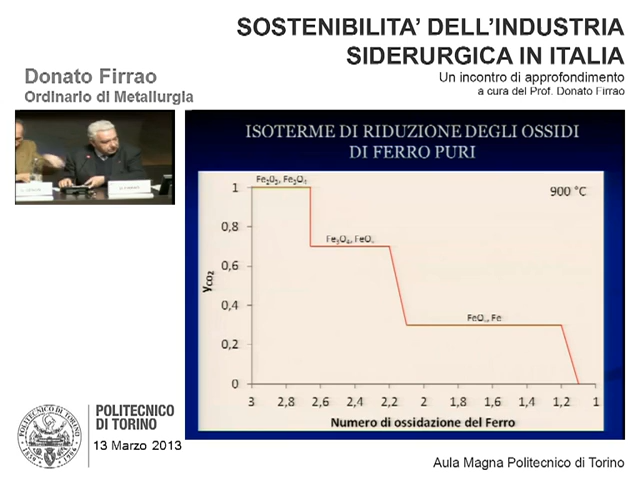 SOSTENIBILITA' DELL'INDUSTRIA
SIDERURGICA IN ITALIA
Un incontro di approfondimento
a cura del Prof. Donato Firrao
Donato Firrao
Ordinario di Metallurgia
ISOTERME DI RIDUZIONE DEGLI OSSIDI
DI FERRO PURI
900 °C
Fe2O3, Fe3O4
Fe3O4, FeO
FeO, Fe
yCO2
1
0,8
0,6
0,4
0,2
0
3 2,8 2,6 2,4 2,2 2 1,8 1,6 1,4 1,2 1
Numero di ossidazione del Ferro
POLITECNICO
DI TORINO
13 Marzo 2013
Aula Magna Politecnico di Torino